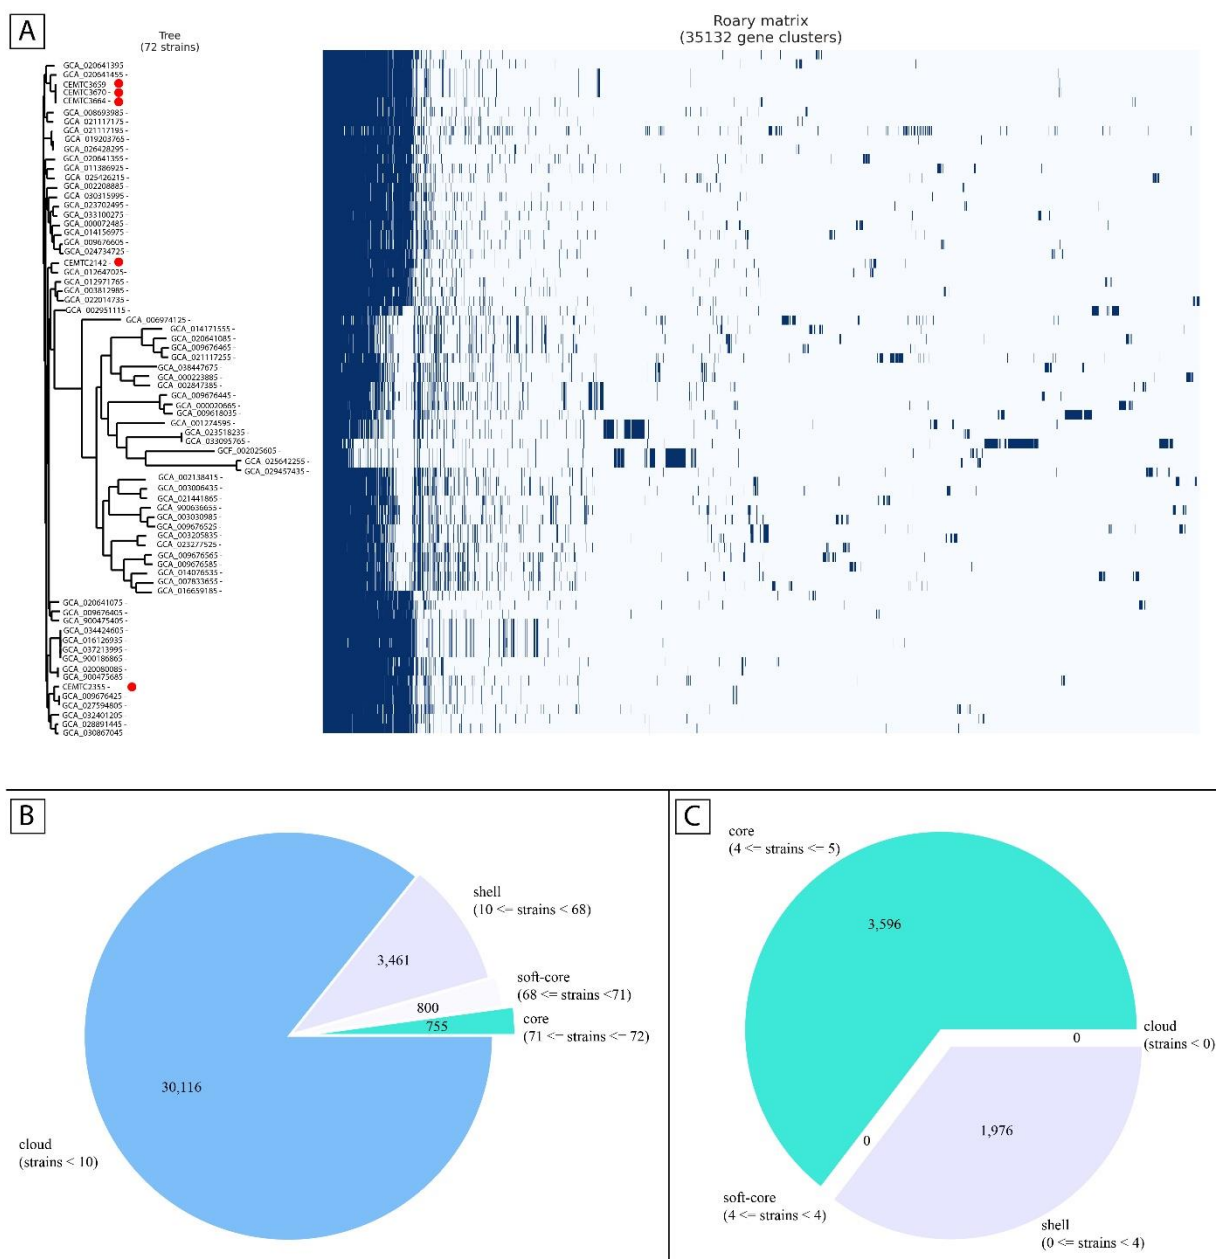 A
Tree
(72 strains)
Roary matrix
(35132 gene clusters)
GCA_020641395
GCA_020641455-
CEMTC3659
CEMTC3670-
CEMTC3664-
GCA_008693985-
GCA_021117175-
GCA_021117195-
GCA_019203765-
GCA_026428295-
GCA_020641355-
GCA_011386925-
GCA_025426215-
GCA_002208885-
GCA_030315995-
GCA_023702495-
GCA_033100275-
GCA_000072485-
GCA_014156975-
GCA_009676605-
GCA_024734725-
CEMTC2142-
GCA_012647025-
GCA_012971765-
GCA_003812985-
GCA_022014735-
GCA_002951115-
GCA_006974125-
GCA_014171555-
GCA_020641085-
GCA_009676465-
GCA_021117255-
GCA_038447675-
GCA_000223885-
GCA_002847385-
GCA_009676445-
GCA_000020665-
GCA_009618035-
GCA_001274595-
GCA_023518235-
GCA_033095765-
GCF_002025605-
GCA_025642255-
GCA_029457435-
GCA_002138415-
GCA_003006435-
GCA_021441865-
GCA_900636655-
GCA_003030985-
GCA_009676525-
GCA_003205835-
GCA_023277525-
GCA_009676565-
GCA_009676585-
GCA_014076535-
GCA_007833655-
GCA_016659185-
GCA_020641075-
GCA_009676405-
GCA_900475405-
GCA_034424605-
GCA_016126935
GCA_037213995
GCA_900186865
GCA_020080085-
GCA_900475685
CEMTC2355-
GCA_009676425
GCA_027594805-
GCA_032401205
GCA_028891445-
GCA_030867045
B
shell
(10 <= strains < 68)
3,461
soft-core
(68 <= strains <71)
800
core
(71 <= strains <= 72)
755
30,116
cloud
(strains < 10)
C
core
(4 <= strains <= 5)
3,596
cloud
(strains < 0)
0
0
1,976
soft-core
(4 <= strains < 4)
shell
(0 <= strains < 4)